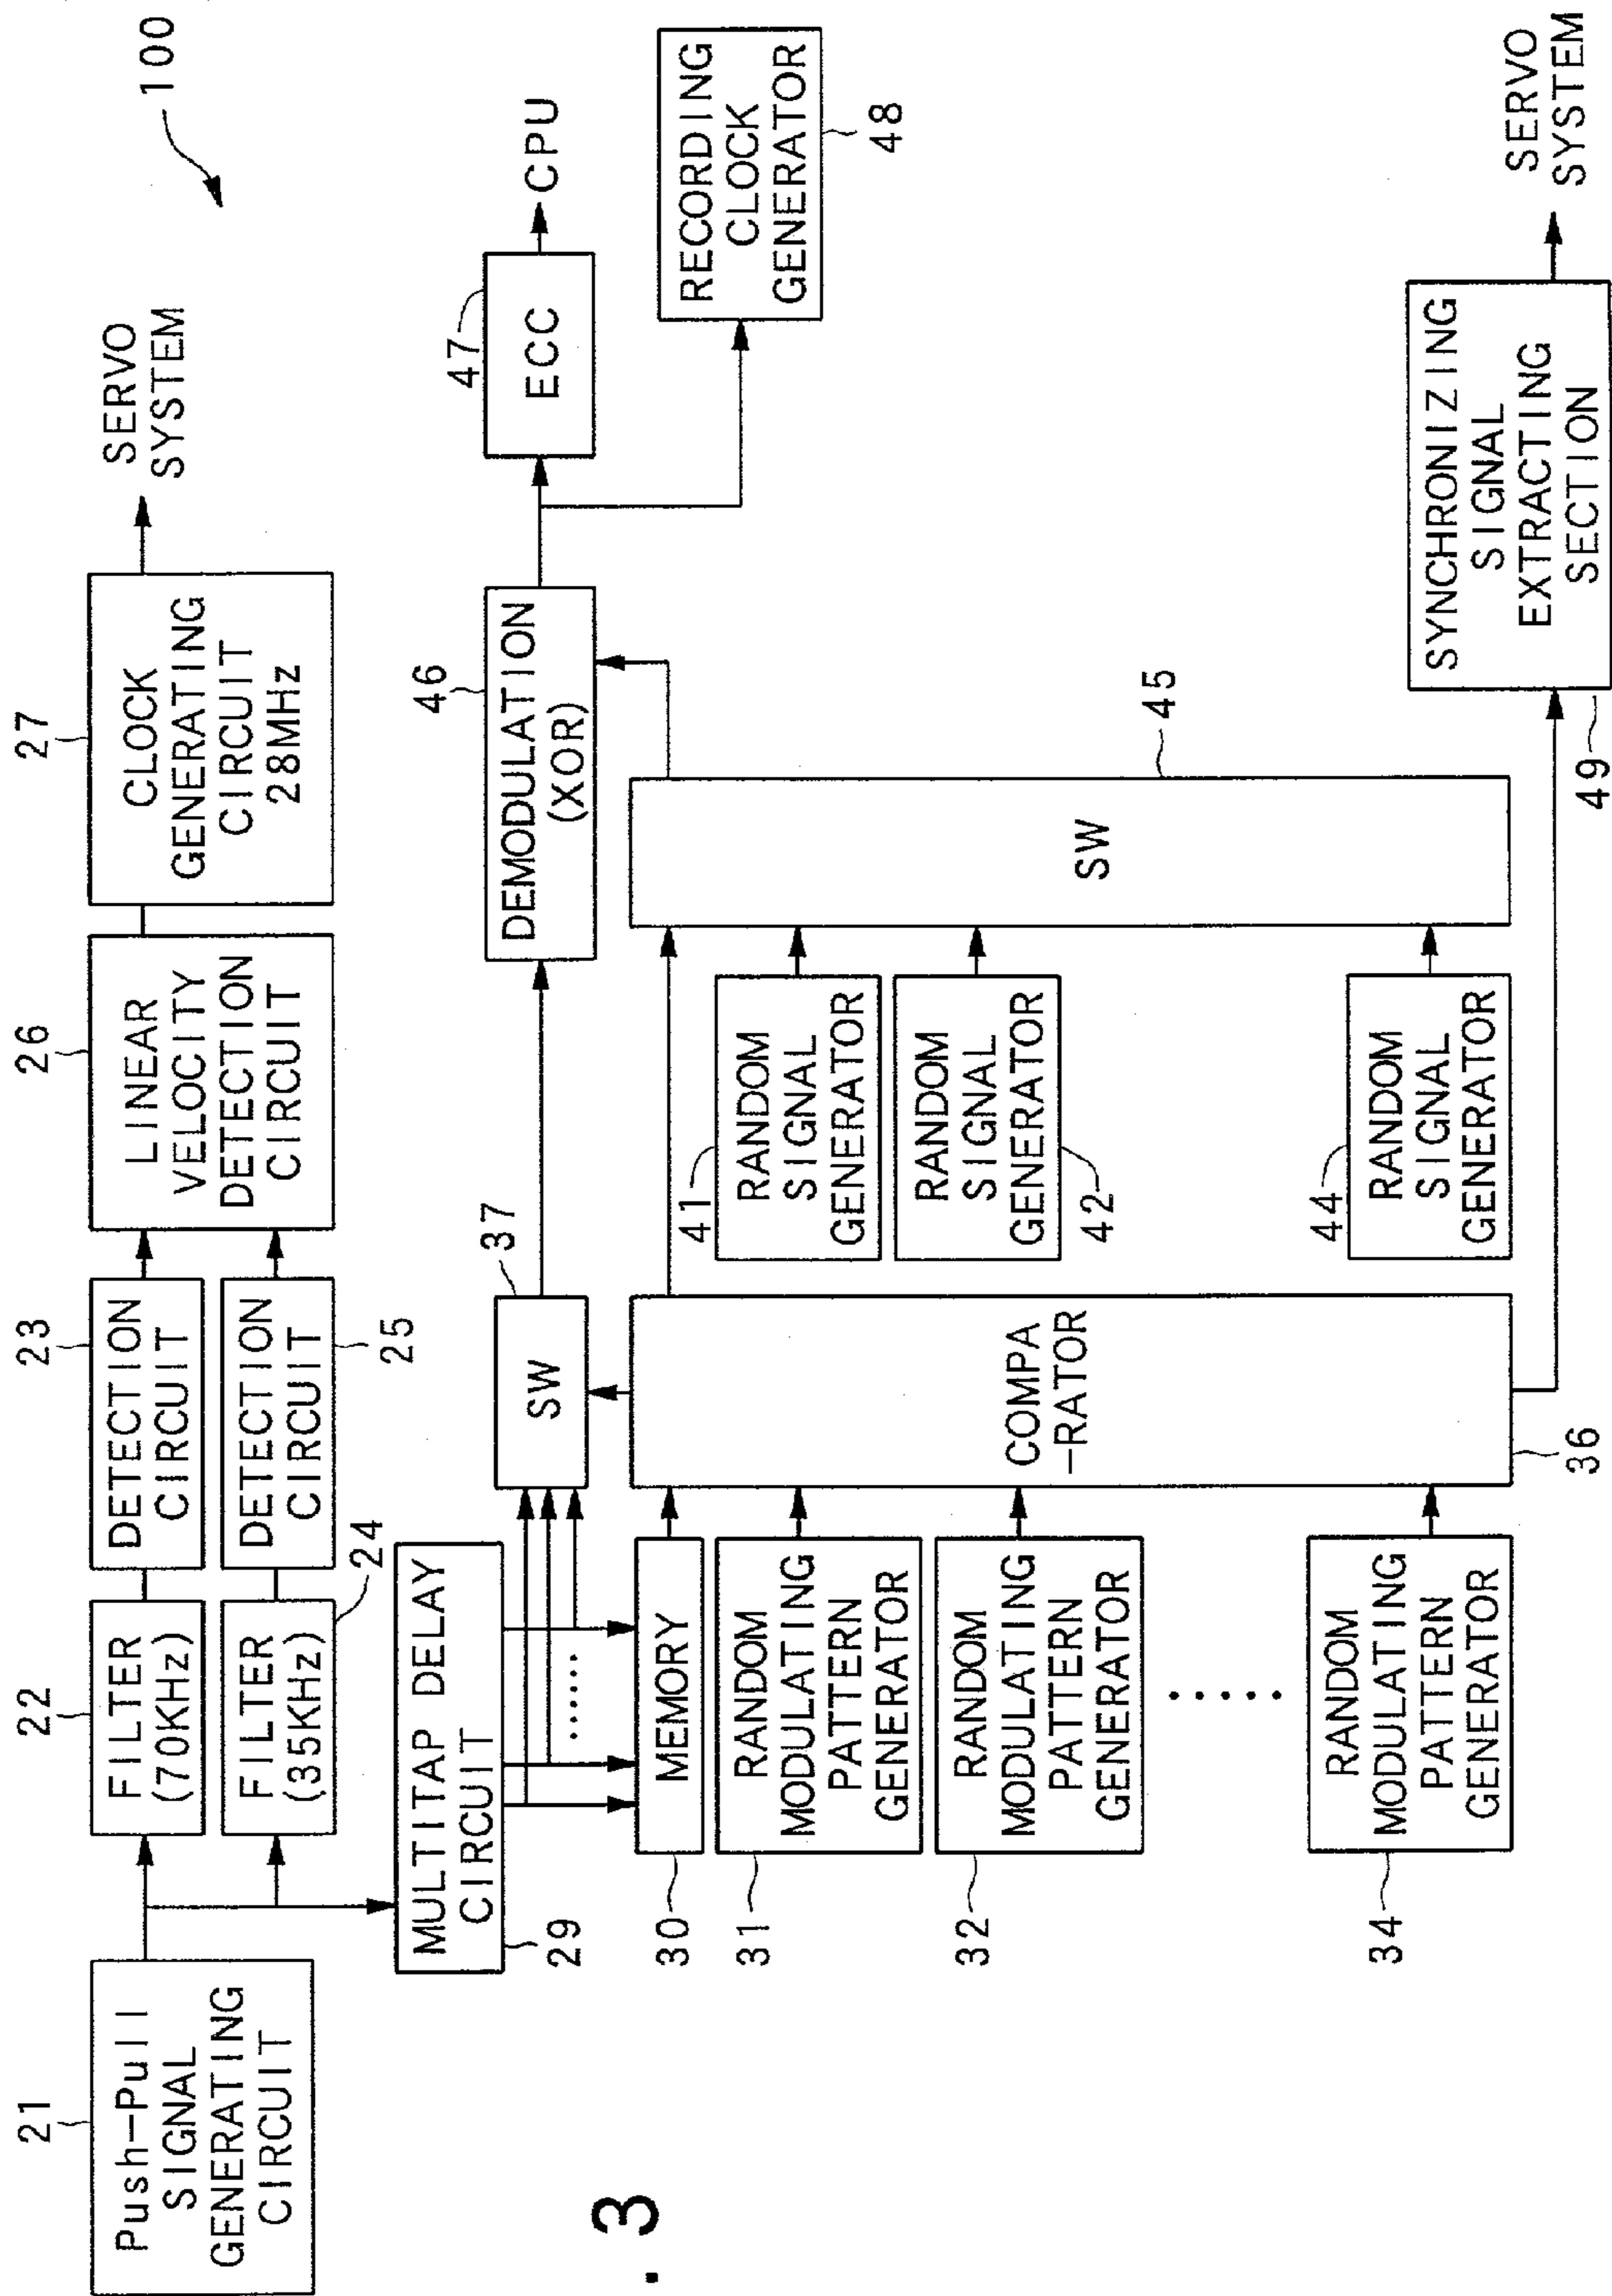 100
21
Push-Pull
SIGNAL
GENERATING
CIRCUIT
22
FILTER
(70KHz)
23
DETECTION
CIRCUIT
FILTER
(35KHz)
24
DETECTION
CIRCUIT
25
26
LINEAR
VELOCITY
DETECTION
CIRCUIT
27
CLOCK
GENERATING
CIRCUIT
28MHz
SERVO
SYSTEM
MULTITAP DELAY
CIRCUIT
29
37
SW
46
DEMODULATION
(XOR)
47
ECC
CPU
RECORDING
CLOCK
GENERATOR
48
MEMORY
30
RANDOM
MODULATING
PATTERN
GENERATOR
31
RANDOM
MODULATING
PATTERN
GENERATOR
32
RANDOM
MODULATING
PATTERN
GENERATOR
34
COMPA
-RATOR
36
41
RANDOM
SIGNAL
GENERATOR
RANDOM
SIGNAL
GENERATOR
42
44
RANDOM
SIGNAL
GENERATOR
SW
45
SYNCHRONIZING
SIGNAL
EXTRACTING
SECTION
49
SERVO
SYSTEM
. 3